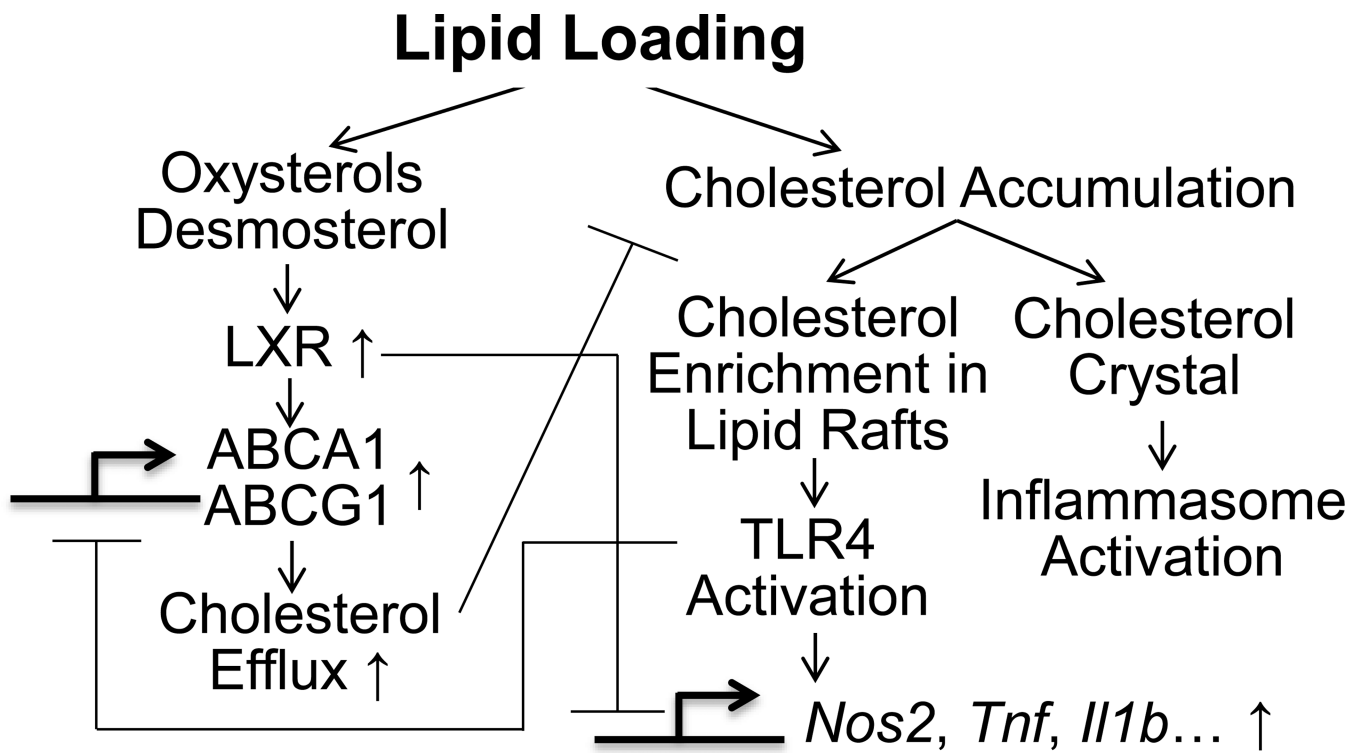 Lipid Loading
Oxysterols
Desmosterol
LXR ↑
ABCA1
ABCG1 ↑
Cholesterol
Efflux ↑
Cholesterol Accumulation
Cholesterol
Enrichment in
Lipid Rafts
TLR4
Activation
Nos2, Tnf, Il1b... ↑
Cholesterol
Crystal
Inflammasome
Activation